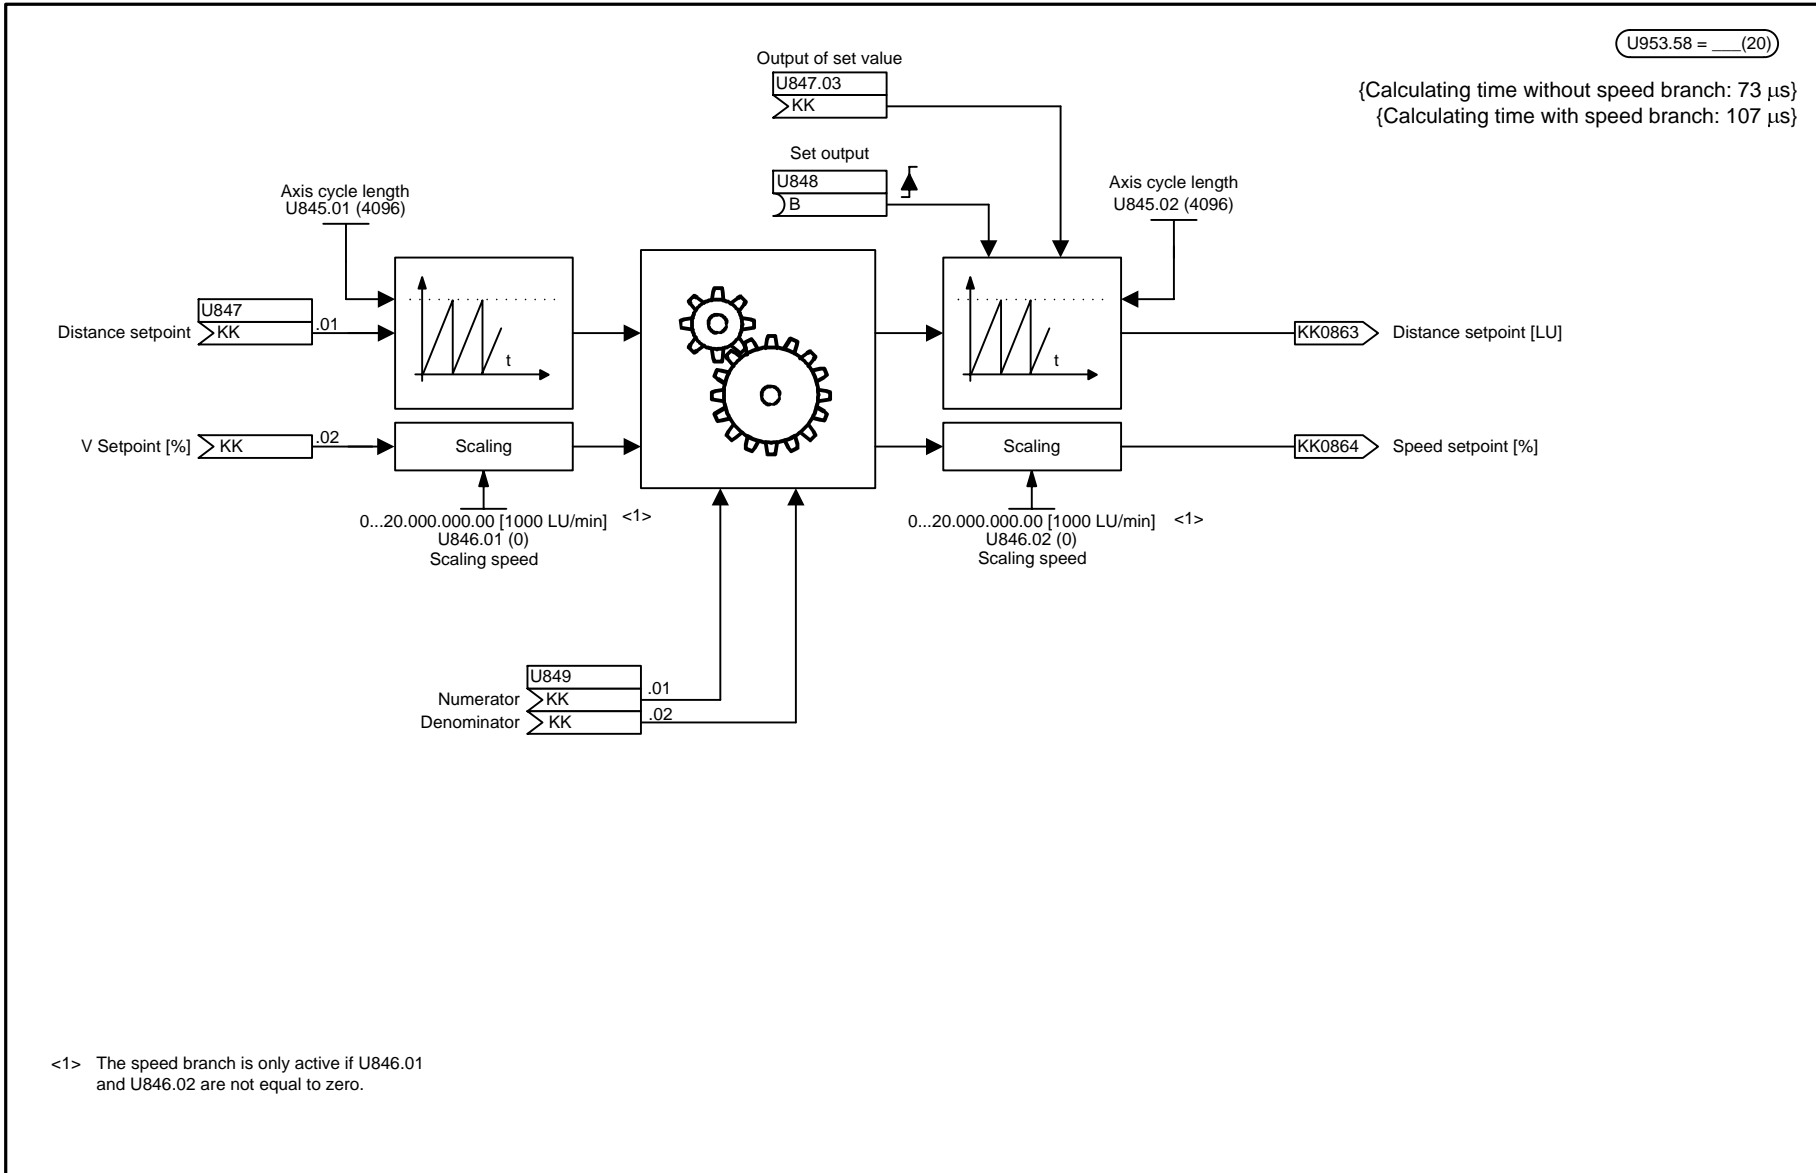 U953.58 = ___(20)
{Calculating time without speed branch: 73 µs}
{Calculating time with speed branch: 107 µs}
Output of set value
U847.03
KK
Set output
U848
B
Axis cycle length
U845.01 (4096)
Axis cycle length
U845.02 (4096)
U847
Distance setpoint
KK
.01
t
t
KK0863
Distance setpoint [LU]
V Setpoint [%]
KK
.02
Scaling
Scaling
KK0864
Speed setpoint [%]
0...20.000.000.00 [1000 LU/min]
<1>
U846.01 (0)
Scaling speed
0...20.000.000.00 [1000 LU/min]
<1>
U846.02 (0)
Scaling speed
U849
Numerator
KK
.01
Denominator
KK
.02
<1> The speed branch is only active if U846.01
and U846.02 are not equal to zero.